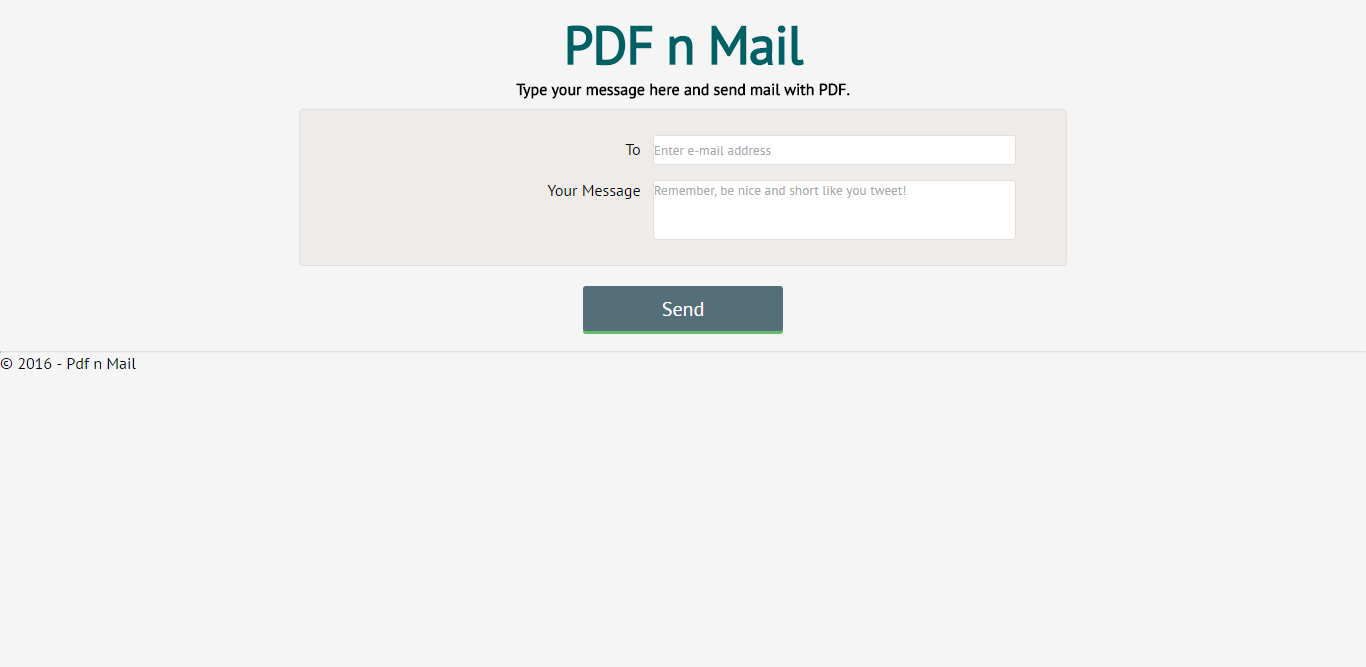 PDF n Mail
Type your message here and send mail with PDF.
To
Enter e-mail address
Your Message
Remember, be nice and short like you tweet!
Send
© 2016 - Pdf n Mail